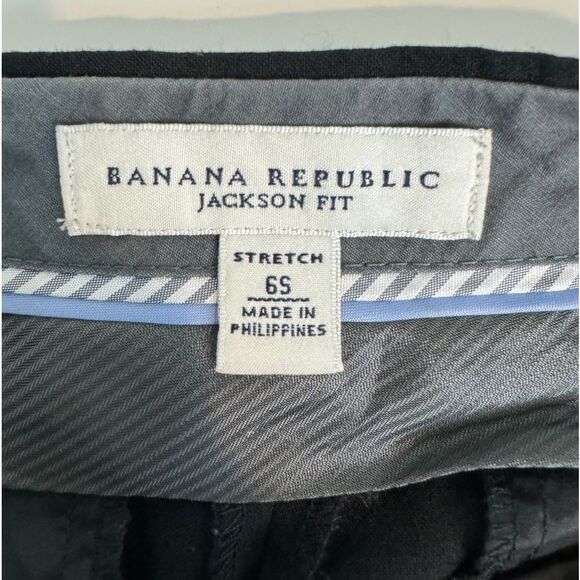 BANANA REPUBLIC
JACKSON FIT
STRETCH
6S
MADE IN
PHILIPPINES